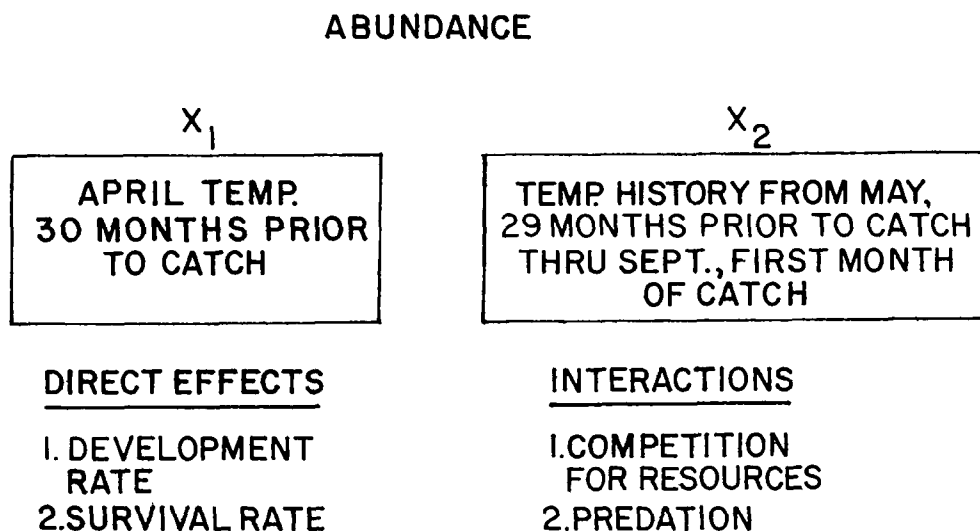 ABUNDANCE
X1
APRIL TEMP.
30 MONTHS PRIOR
TO CATCH
X2
TEMP. HISTORY FROM MAY,
29 MONTHS PRIOR TO CATCH
THRU SEPT., FIRST MONTH
OF CATCH
DIRECT EFFECTS
1. DEVELOPMENT
RATE
2. SURVIVAL RATE
INTERACTIONS
1. COMPETITION
FOR RESOURCES
2. PREDATION